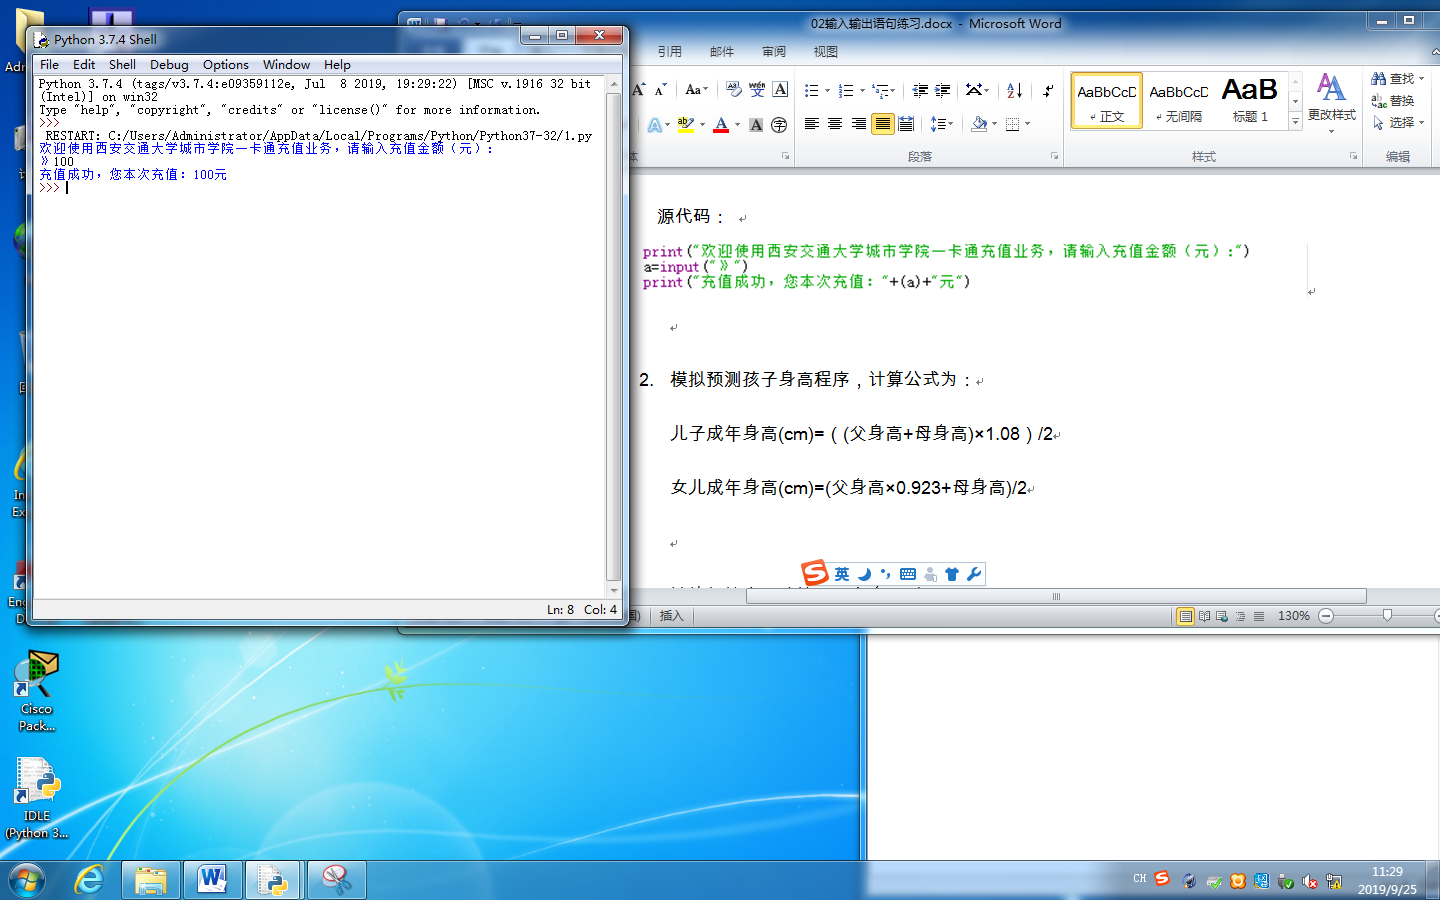 Python 3.7.4 Shell
File Edit Shell Debug Options Window Help
Python 3.7.4 (tags/v3.7.4:e09359112e, Jul  8 2019, 19:29:22) [MSC v.1916 32 bit
(Intel)] on win32
Type "help", "copyright", "credits" or "license()" for more information.
>>>
RESTART: C:/Users/Administrator/AppData/Local/Programs/Python/Python37-32/1.py
欢迎使用西安交通大学城市学院一卡通充值业务，请输入充值金额（元）：
》100
充值成功，您本次充值：100元
>>>
Ln: 8 Col: 4
02输入输出语句练习.docx - Microsoft Word
引用 邮件 审阅 视图
AaBbCcD AaBbCcD AaB
正文 无间隔 标题 1
更改样式
查找
替换
选择
段落 样式 编辑
源代码：
print("欢迎使用西安交通大学城市学院一卡通充值业务，请输入充值金额（元）:")
a=input("》")
print("充值成功，您本次充值："+(a)+"元")
2. 模拟预测孩子身高程序，计算公式为：
儿子成年身高(cm)=（(父身高+母身高)×1.08）/2
女儿成年身高(cm)=(父身高×0.923+母身高)/2
英
插入
130%
Cisco
Pack...
IDLE
(Python 3...
CH
11:29
2019/9/25